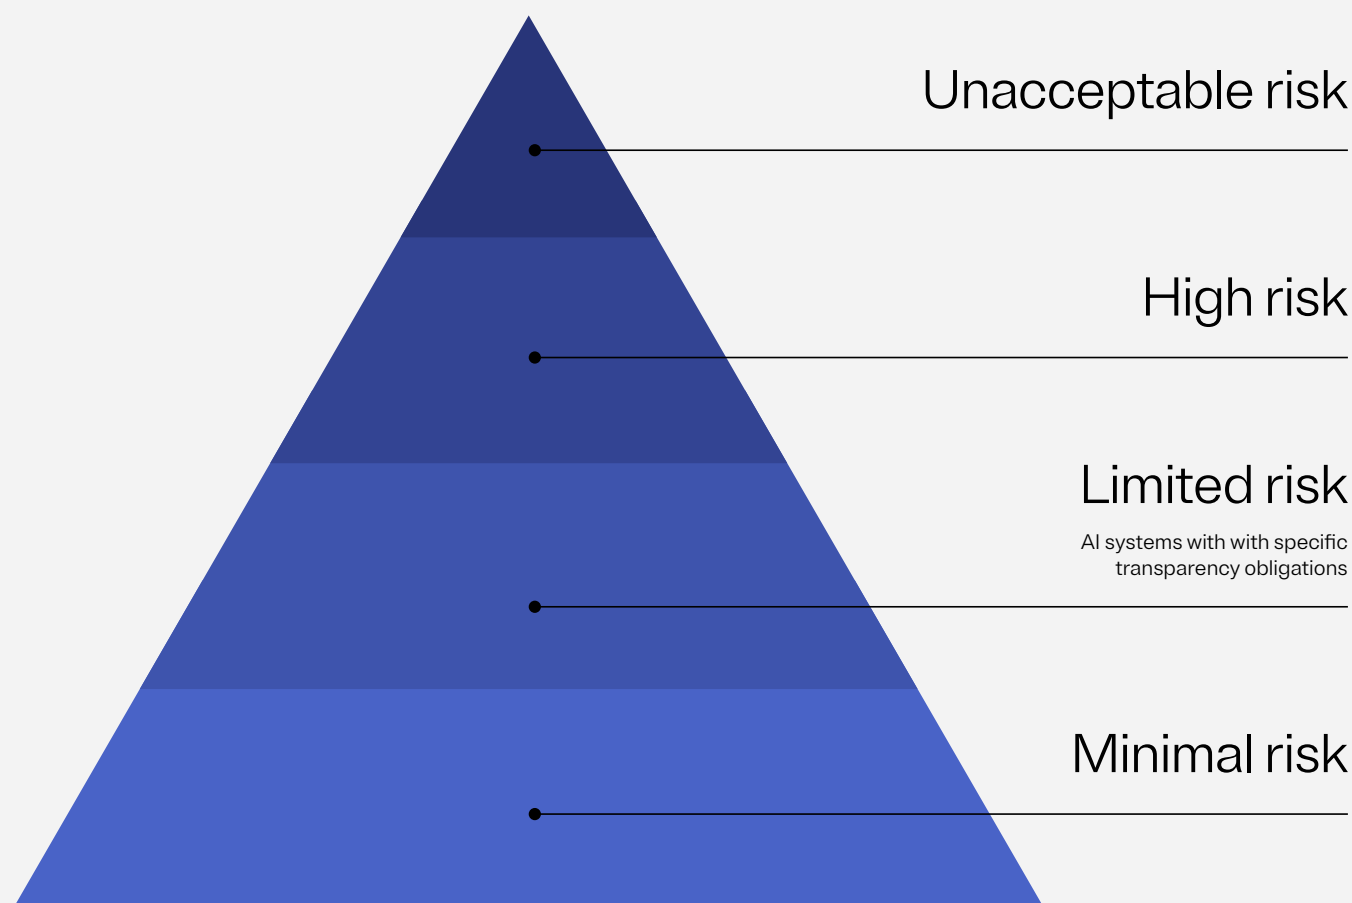 Unacceptable risk
High risk
Limited risk
AI systems with with specific
transparency obligations
Minimal risk